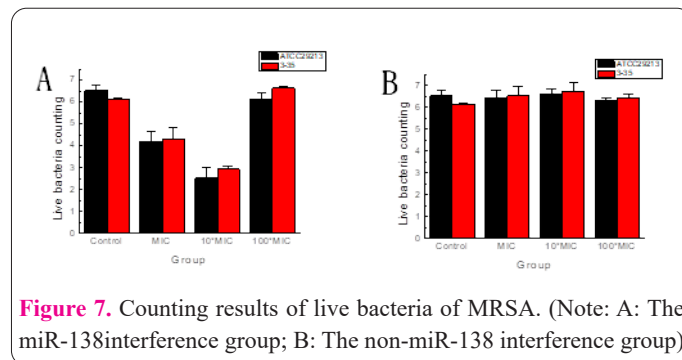 A
ATCC29213
3-35
Live bacteria counting
7
6
5
4
3
2
1
0
Control MIC 10*MIC 100*MIC
Group
B
ATCC29213
3-35
Live bacteria counting
7
6
5
4
3
2
1
0
Control MIC 10*MIC 100*MIC
Group
Figure 7. Counting results of live bacteria of MRSA. (Note: A: The
miR-138interference group; B: The non-miR-138 interference group)